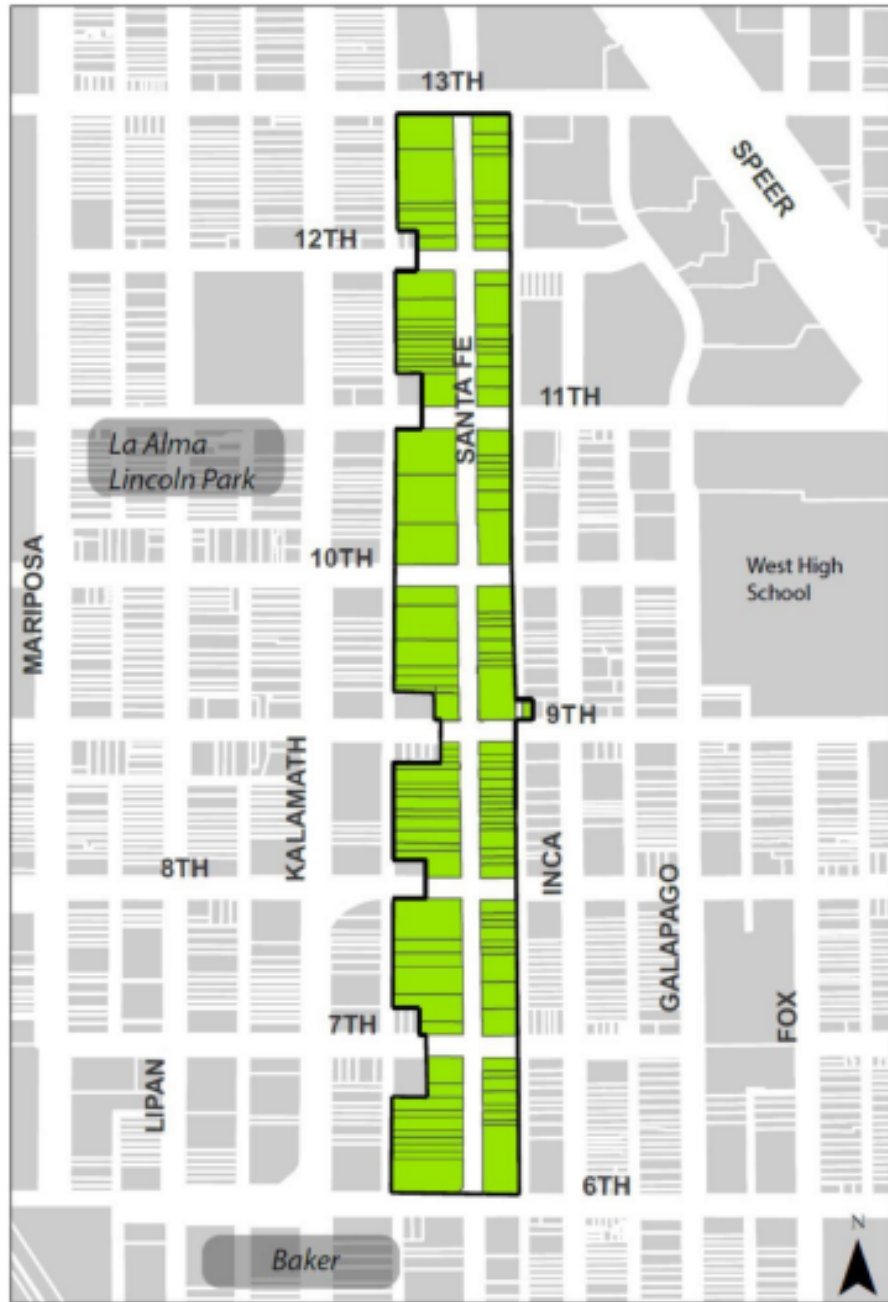 13TH
SPEER
12TH
SANTA FE
11TH
La Alma
Lincoln Park
10TH
MARIPOSA
West High
School
9TH
KALAMATH
8TH
INCA
GALAPAGO
7TH
FOX
LIPAN
6TH
N
Baker